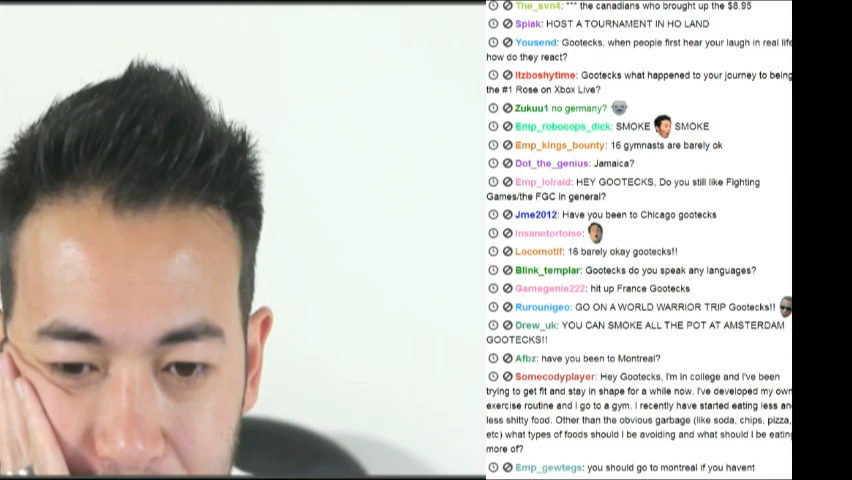 The_svn4: *** the canadians who brought up the $8.95
Spiak: HOST A TOURNAMENT IN HO LAND
Yousend: Gootecks, when people first hear your laugh in real life
how do they react?
Itzboshytime: Gootecks what happened to your journey to being
the #1 Rose on Xbox Live?
Zukuu1 no germany?
Emp_robocops_dick: SMOKE SMOKE
Emp_kings_bounty: 16 gymnasts are barely ok
Dot_the_genius: Jamaica?
Emp_lolraid: HEY GOOTECKS, Do you still like Fighting
Games/the FGC in general?
Jme2012: Have you been to Chicago gootecks
Insanetortoise:
Locomotif: 16 barely okay gootecks!!
Blink_templar: Gootecks do you speak any languages?
Gamegenie222: hit up France Gootecks
Rurounigeo: GO ON A WORLD WARRIOR TRIP Gootecks!!
Drew_uk: YOU CAN SMOKE ALL THE POT AT AMSTERDAM
GOOTECKS!!
Afbz: have you been to Montreal?
Somecodyplayer: Hey Gootecks, I'm in college and I've been
trying to get fit and stay in shape for a while now. I've developed my own
exercise routine and I go to a gym. I recently have started eating less an
less shitty food. Other than the obvious garbage (like soda, chips, pizza,
etc) what types of foods should I be avoiding and what should I be eating
more of?
Emp_gewtegs: you should go to montreal if you havent